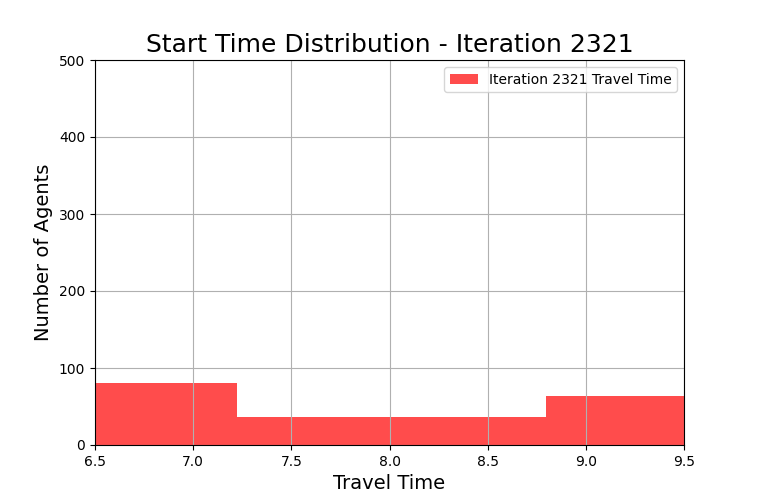 Start Time Distribution - Iteration 2321
Iteration 2321 Travel Time
Number of Agents
500
400
300
200
100
0
6.5 7.0 7.5 8.0 8.5 9.0 9.5
Travel Time